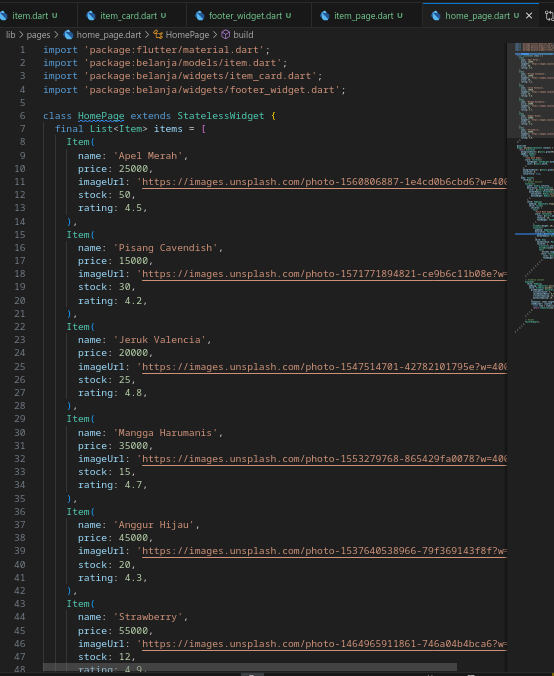 item.dart U item_card.dart U footer_widget.dart U item_page.dart U home_page.dart U
lib > pages > home_page.dart > HomePage > build
1 import 'package:flutter/material.dart';
2 import 'package:belanja/models/item.dart';
3 import 'package:belanja/widgets/item_card.dart';
4 import 'package:belanja/widgets/footer_widget.dart';
5
6 class HomePage extends StatelessWidget {
7 final List<Item> items = [
8 Item(
9 name: 'Apel Merah',
10 price: 25000,
11 imageUrl: 'https://images.unsplash.com/photo-1560806887-1e4cd0b6cbd6?w=400
12 stock: 50,
13 rating: 4.5,
14 ),
15 Item(
16 name: 'Pisang Cavendish',
17 price: 15000,
18 imageUrl: 'https://images.unsplash.com/photo-1571771894821-ce9b6c11b08e?w=
19 stock: 30,
20 rating: 4.2,
21 ),
22 Item(
23 name: 'Jeruk Valencia',
24 price: 20000,
25 imageUrl: 'https://images.unsplash.com/photo-1547514701-42782101795e?w=400
26 stock: 25,
27 rating: 4.8,
28 ),
29 Item(
30 name: 'Mangga Harumanis',
31 price: 35000,
32 imageUrl: 'https://images.unsplash.com/photo-1553279768-865429fa0078?w=400
33 stock: 15,
34 rating: 4.7,
35 ),
36 Item(
37 name: 'Anggur Hijau',
38 price: 45000,
39 imageUrl: 'https://images.unsplash.com/photo-1537640538966-79f369143f8f?w=
40 stock: 20,
41 rating: 4.3,
42 ),
43 Item(
44 name: 'Strawberry',
45 price: 55000,
46 imageUrl: 'https://images.unsplash.com/photo-1464965911861-746a04b4bca6?w=
47 stock: 12,
48 rating: 4.9,